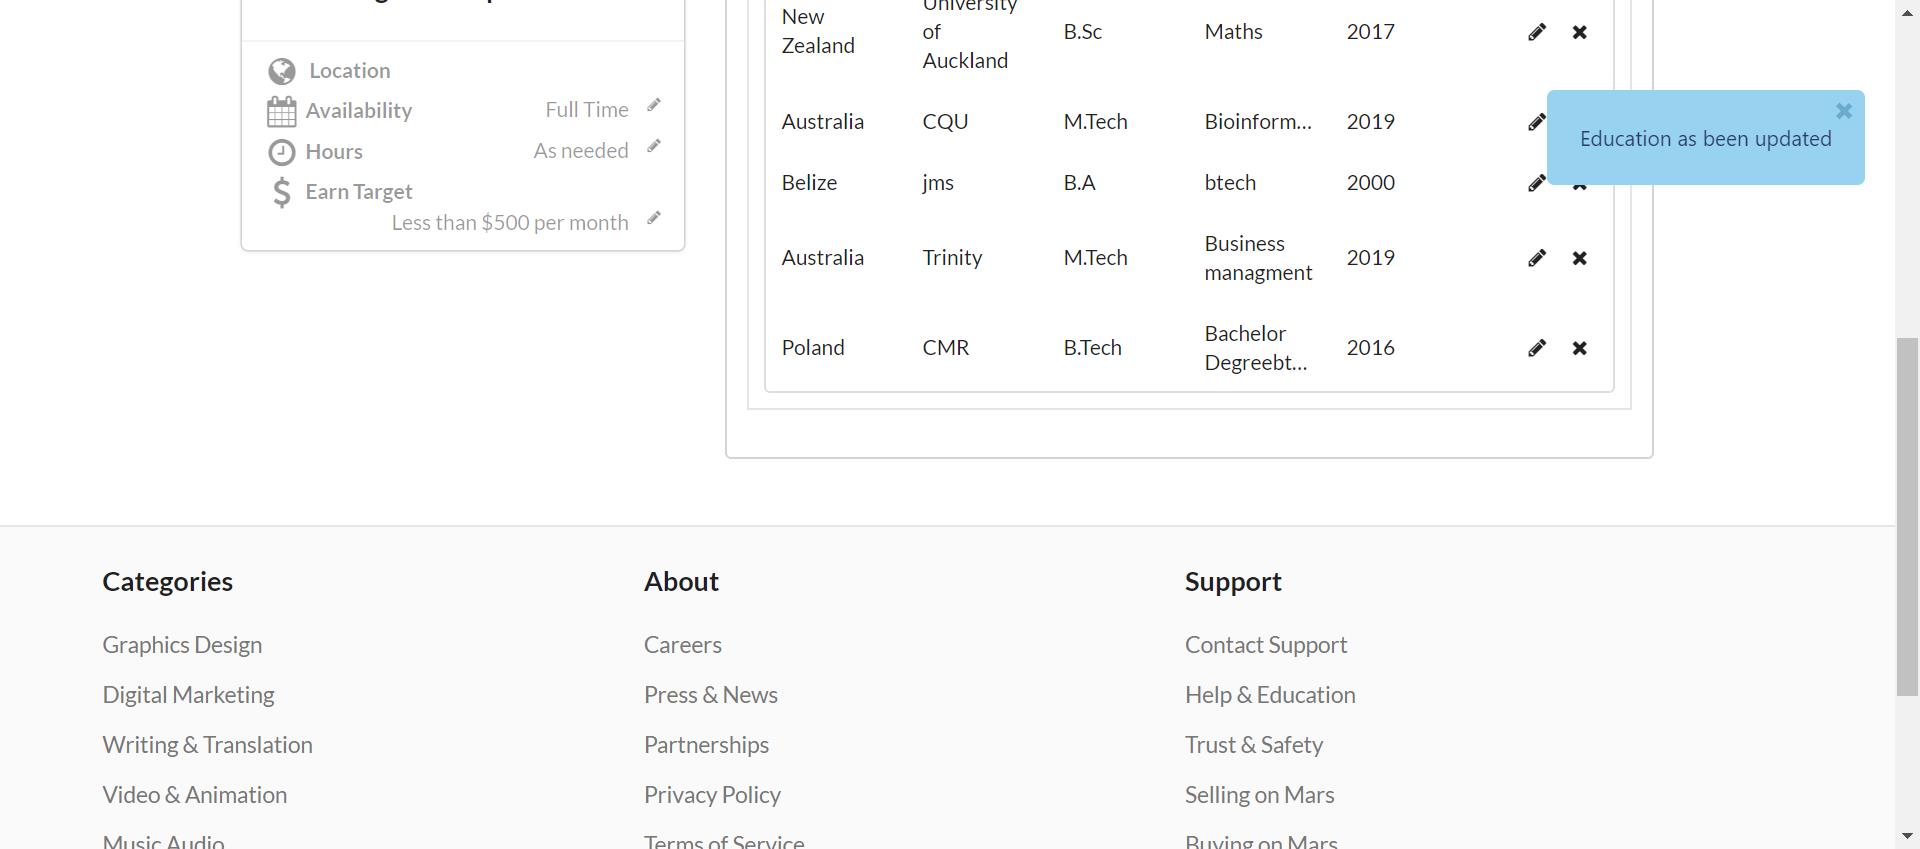 Location
Availability Full Time
Hours As needed
Earn Target
Less than $500 per month
New Zealand University of Auckland B.Sc Maths 2017
Australia CQU M.Tech Bioinform... 2019
Belize jms B.A btech 2000
Australia Trinity M.Tech Business managment 2019
Poland CMR B.Tech Bachelor Degreebt... 2016
Education as been updated
Categories
Graphics Design
Digital Marketing
Writing & Translation
Video & Animation
Music Audio
About
Careers
Press & News
Partnerships
Privacy Policy
Terms of Service
Support
Contact Support
Help & Education
Trust & Safety
Selling on Mars
Buying on Mars